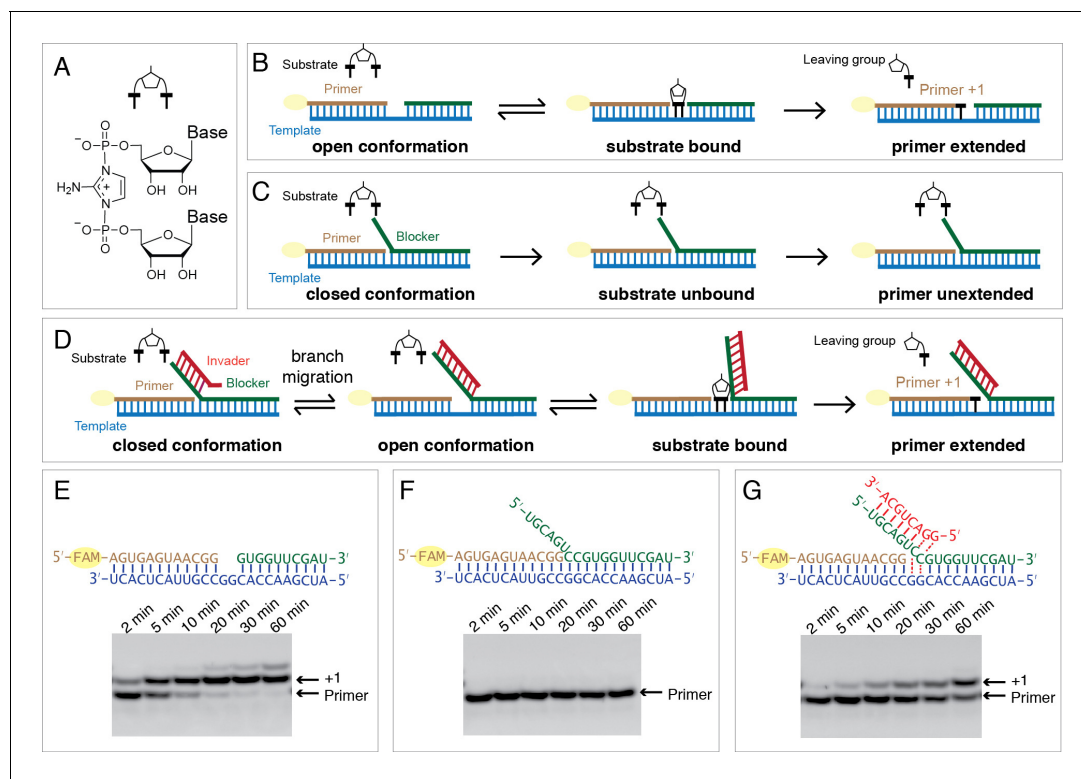 A
O
−O
P
O
Base
N
O
H2N
+
N
OH OH
−O
P
O
Base
O
O
OH OH
B
Substrate
Primer
Template
open conformation
substrate bound
Leaving group
Primer +1
primer extended
C
Substrate
Primer
Blocker
Template
closed conformation
substrate unbound
primer unextended
D
Substrate
Invader
Blocker
Primer
Template
closed conformation
branch
migration
open conformation
substrate bound
Leaving group
Primer +1
primer extended
E
5′-FAM-AGUGAGUAACGG GUGGUUCGAU-3′
3′-UCACUCAUUGCCGGCACCAAGCUA-5′
2 min 5 min 10 min 20 min 30 min 60 min
+1
Primer
F
5′-UGCAGU
5′-FAM-AGUGAGUAACGGCCGUGGUUCGAU-3′
3′-UCACUCAUUGCCGGCACCAAGCUA-5′
2 min 5 min 10 min 20 min 30 min 60 min
Primer
G
3′-ACGUCAGG-5′
5′-UGCAGUC
5′-FAM-AGUGAGUAACGG CGUGGUUCGAU-3′
3′-UCACUCAUUGCCGGCACCAAGCUA-5′
2 min 5 min 10 min 20 min 30 min 60 min
+1
Primer